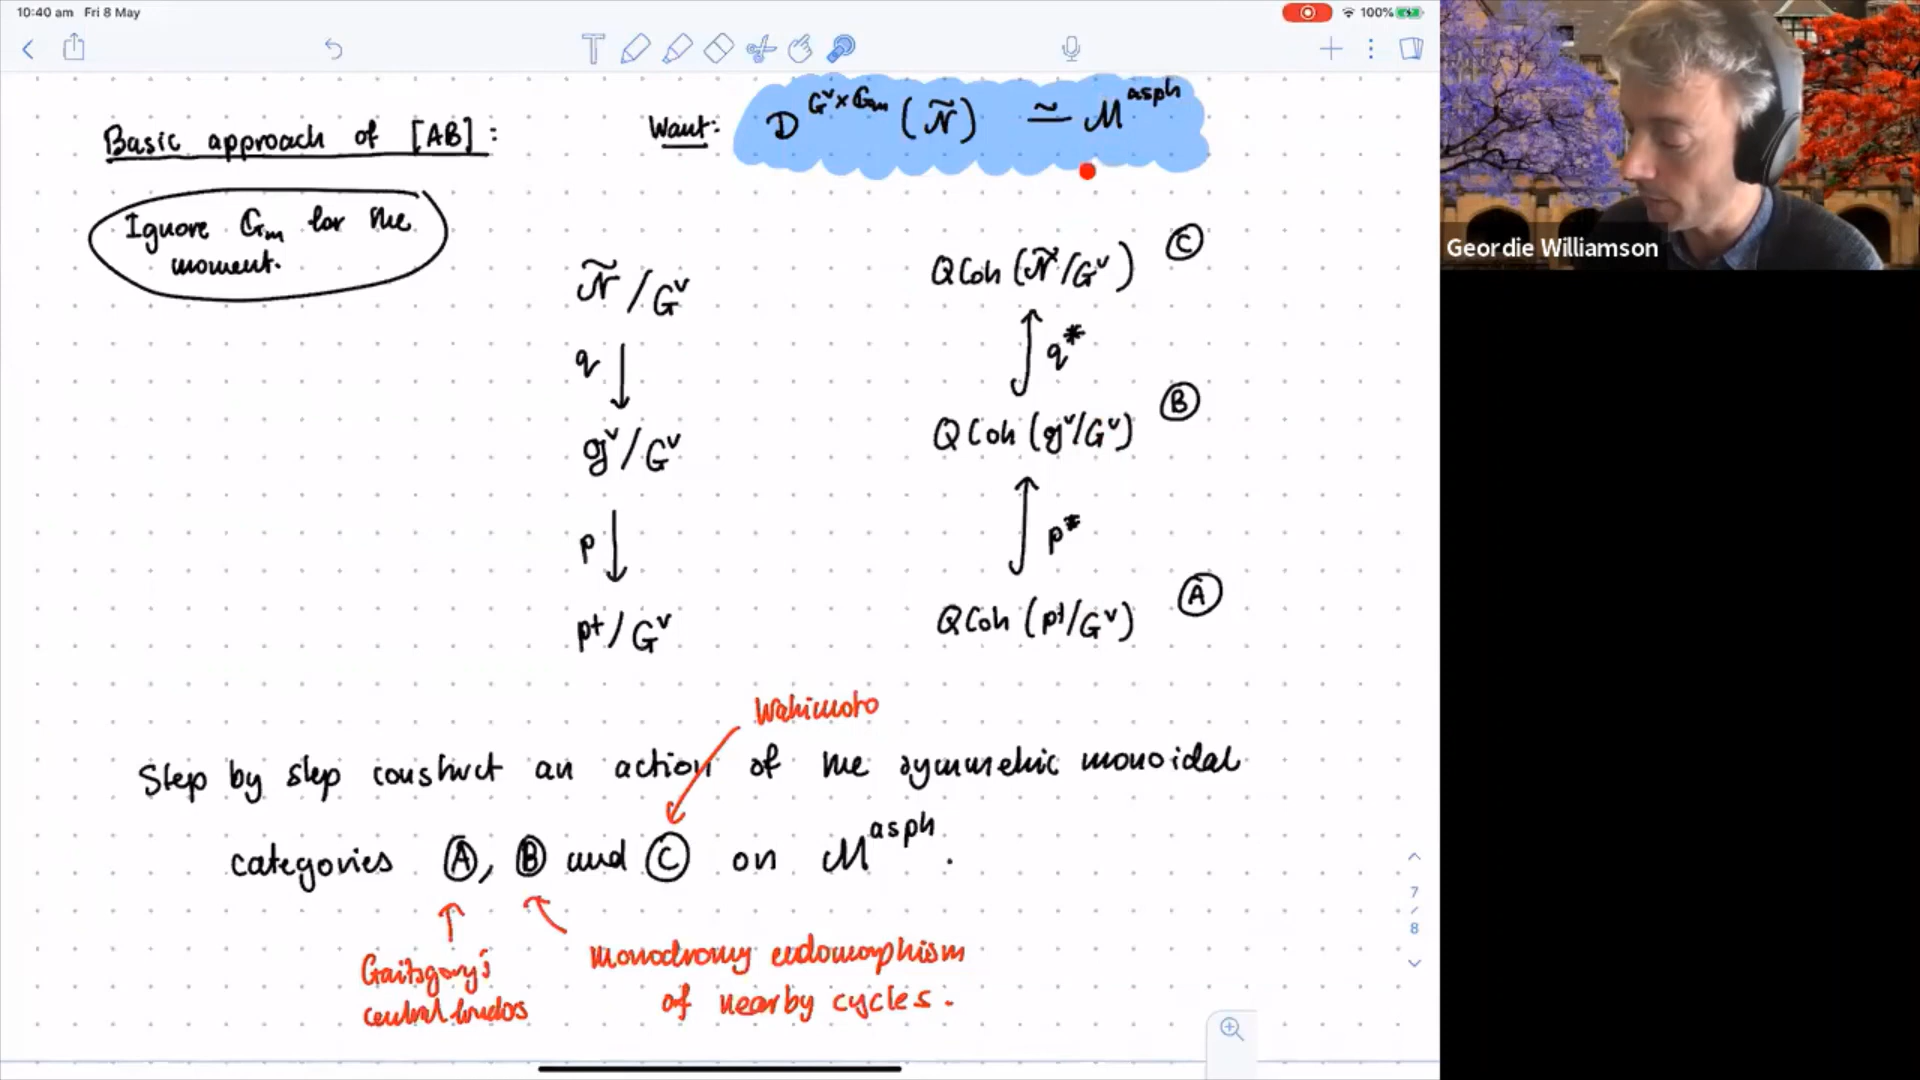 10:40 am Fri 8 May
100%
Basic approach of [AB]:
Want: D^{G^∨×𝔾_m}(Ñ) ≃ M^{asph}
Ignore 𝔾_m for the
moment.
Ñ/G^∨
QCoh(Ñ/G^∨) Ⓒ
q
q*
𝔤^∨/G^∨
QCoh(𝔤^∨/G^∨) Ⓑ
p
p*
pt/G^∨
QCoh(pt/G^∨) Ⓐ
Wakimoto
Step by step construct an action of the symmetric monoidal
categories Ⓐ, Ⓑ and Ⓒ on M^{asph}.
Gaitsgory's
central
monodromy endomorphism
of nearby cycles.
7
/
8
Geordie Williamson